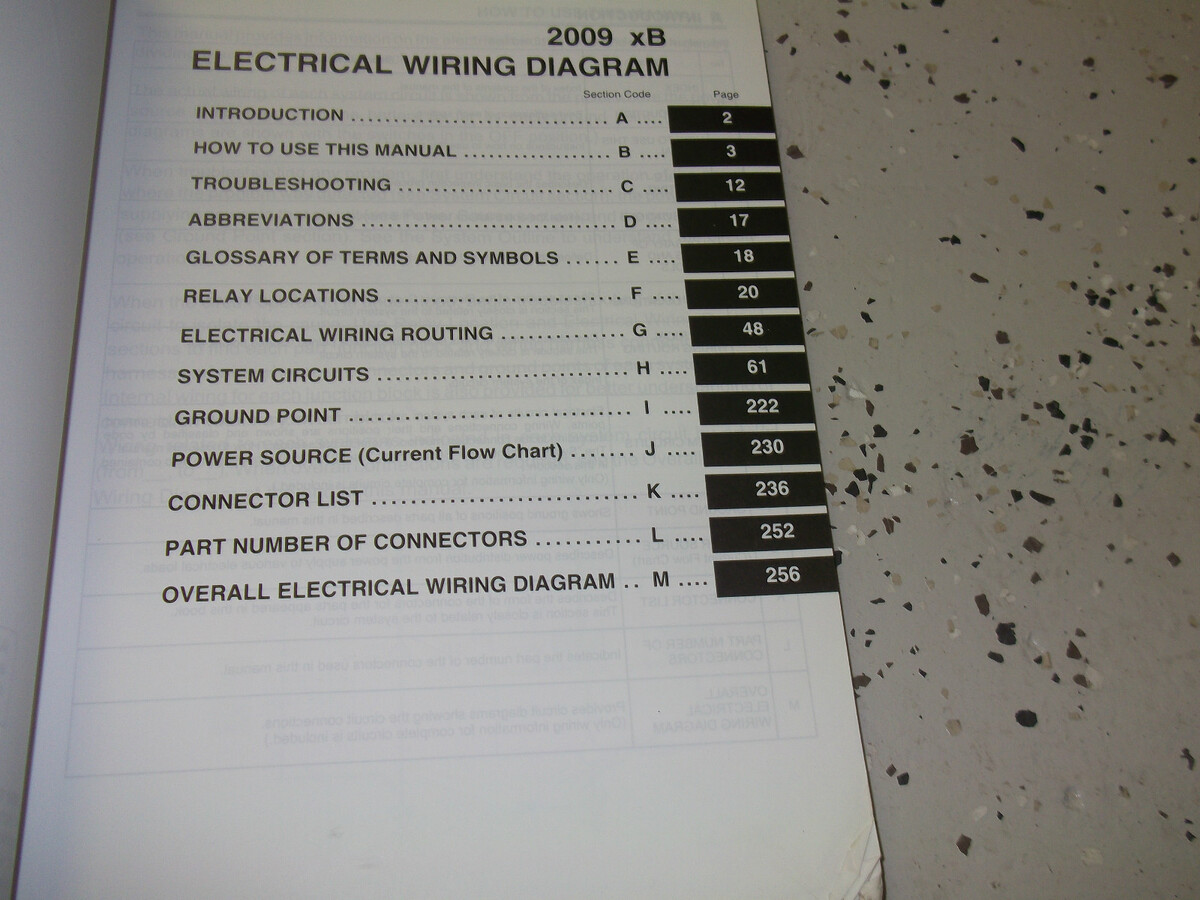 2009 xB
ELECTRICAL WIRING DIAGRAM
Section Code Page
INTRODUCTION .................................... A .... 2
HOW TO USE THIS MANUAL .................. B .... 3
TROUBLESHOOTING ............................ C .... 12
ABBREVIATIONS ................................. D .... 17
GLOSSARY OF TERMS AND SYMBOLS ...... E .... 18
RELAY LOCATIONS .............................. F .... 20
ELECTRICAL WIRING ROUTING .............. G .... 48
SYSTEM CIRCUITS .............................. H .... 61
GROUND POINT ................................. I .... 222
POWER SOURCE (Current Flow Chart) ....... J .... 230
CONNECTOR LIST ............................... K .... 236
PART NUMBER OF CONNECTORS ........... L .... 252
OVERALL ELECTRICAL WIRING DIAGRAM .. M .... 256